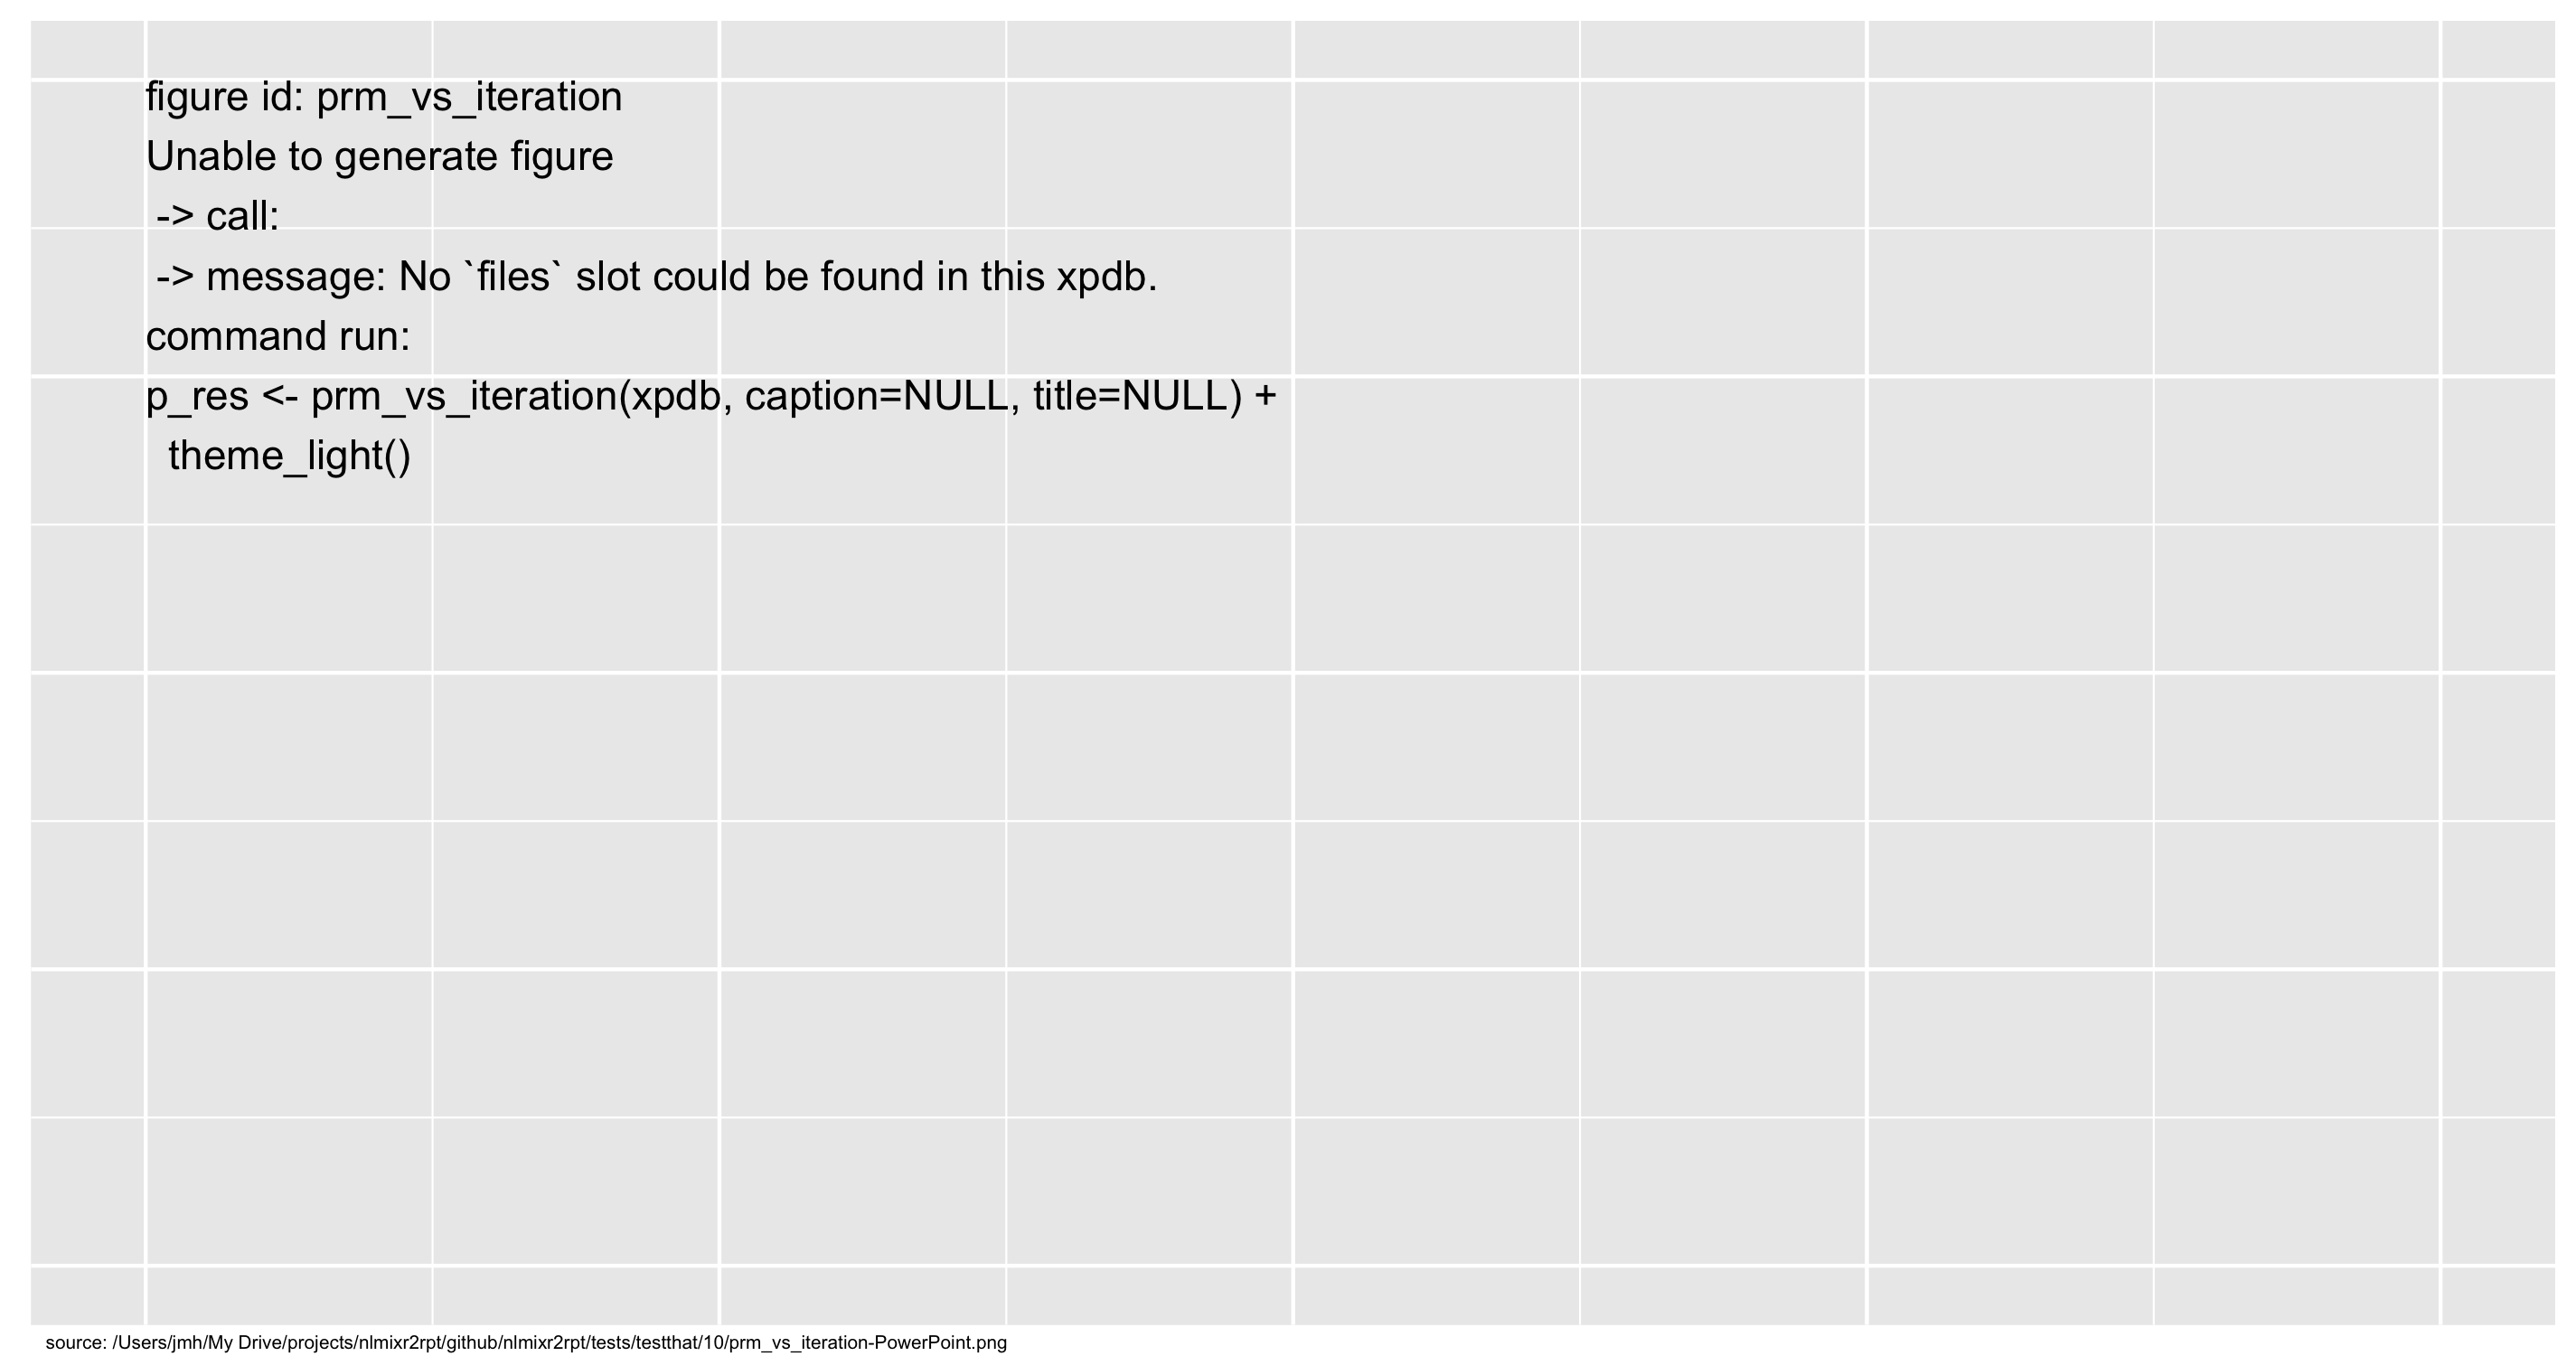 figure id: prm_vs_iteration
Unable to generate figure
 -> call:
 -> message: No `files` slot could be found in this xpdb.
command run:
p_res <- prm_vs_iteration(xpdb, caption=NULL, title=NULL) +
  theme_light()
source: /Users/jmh/My Drive/projects/nlmixr2rpt/github/nlmixr2rpt/tests/testthat/10/prm_vs_iteration-PowerPoint.png